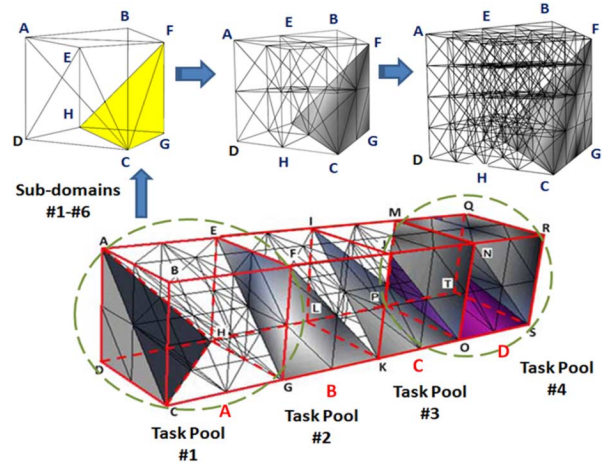 A
B
E
F
H
D
G
C
A
E
B
F
D
H
C
G
A
E
B
F
D
H
C
G
Sub-domains
#1-#6
A
B
E
F
I
J
M
Q
N
R
D
H
L
P
T
C
G
K
O
S
A
B
C
D
Task Pool
#1
Task Pool
#2
Task Pool
#3
Task Pool
#4